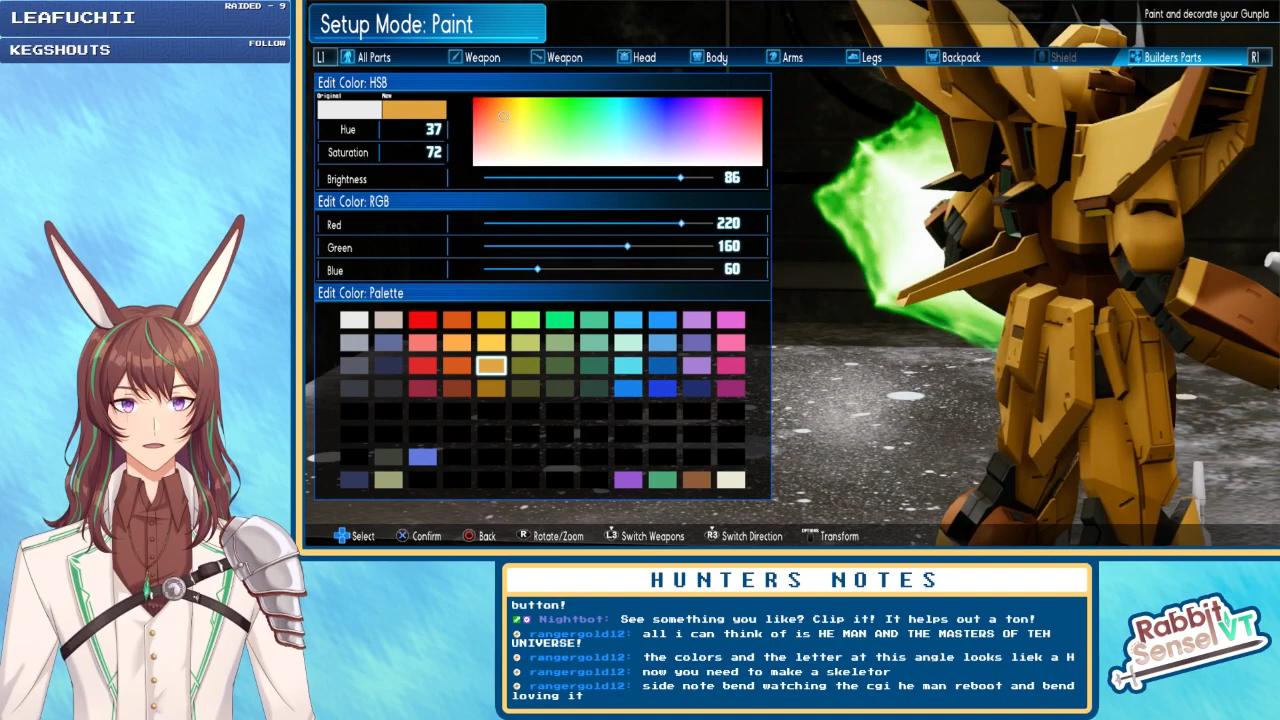 LEAFUCHII
RAIDED - 9
KEGSHOUTS
FOLLOW
Setup Mode: Paint
Paint and decorate your Gunpla
L1 All Parts Weapon Weapon Head Body Arms Legs Backpack Shield Builders Parts R1
Edit Color: HSB
Original New
Hue 37
Saturation 72
Brightness 86
Edit Color: RGB
Red 220
Green 160
Blue 60
Edit Color: Palette
Select Confirm Back R Rotate/Zoom L3 Switch Weapons R3 Switch Direction OPTIONS Transform
HUNTERS NOTES
button!
Nightbot: See something you like? Clip it! It helps out a ton!
rangergold12: all i can think of is HE MAN AND THE MASTERS OF TEH
UNIVERSE!
rangergold12: the colors and the letter at this angle looks liek a H
rangergold12: now you need to make a skeletor
rangergold12: side note bend watching the cgi he man reboot and bend
loving it
Rabbit
Sensei VT